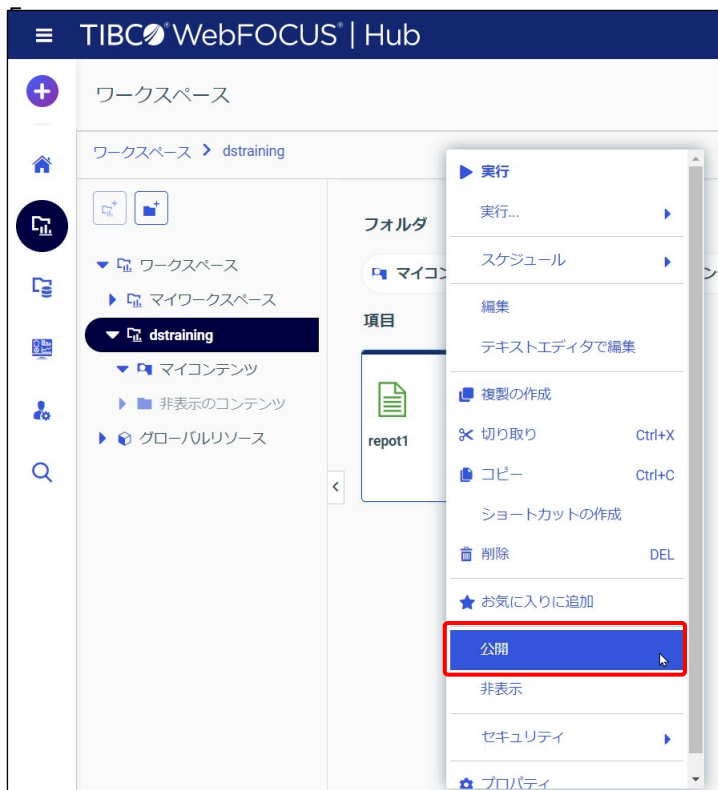 TIBCO® WebFOCUS® | Hub
ワークスペース
ワークスペース dstraining
ワークスペース
マイワークスペース
dstraining
マイコンテンツ
非表示のコンテンツ
グローバルリソース
フォルダ
マイコン
項目
repot1
実行
実行...
スケジュール
編集
テキストエディタで編集
複製の作成
切り取り Ctrl+X
コピー Ctrl+C
ショートカットの作成
削除 DEL
お気に入りに追加
公開
非表示
セキュリティ
プロパティ